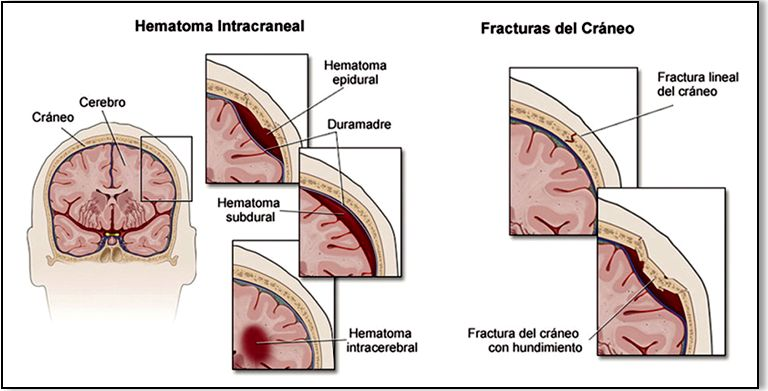 Hematoma Intracraneal
Cráneo
Cerebro
Hematoma
epidural
Duramadre
Hematoma
subdural
Hematoma
intracerebral
Fracturas del Cráneo
Fractura lineal
del cráneo
Fractura del cráneo
con hundimiento